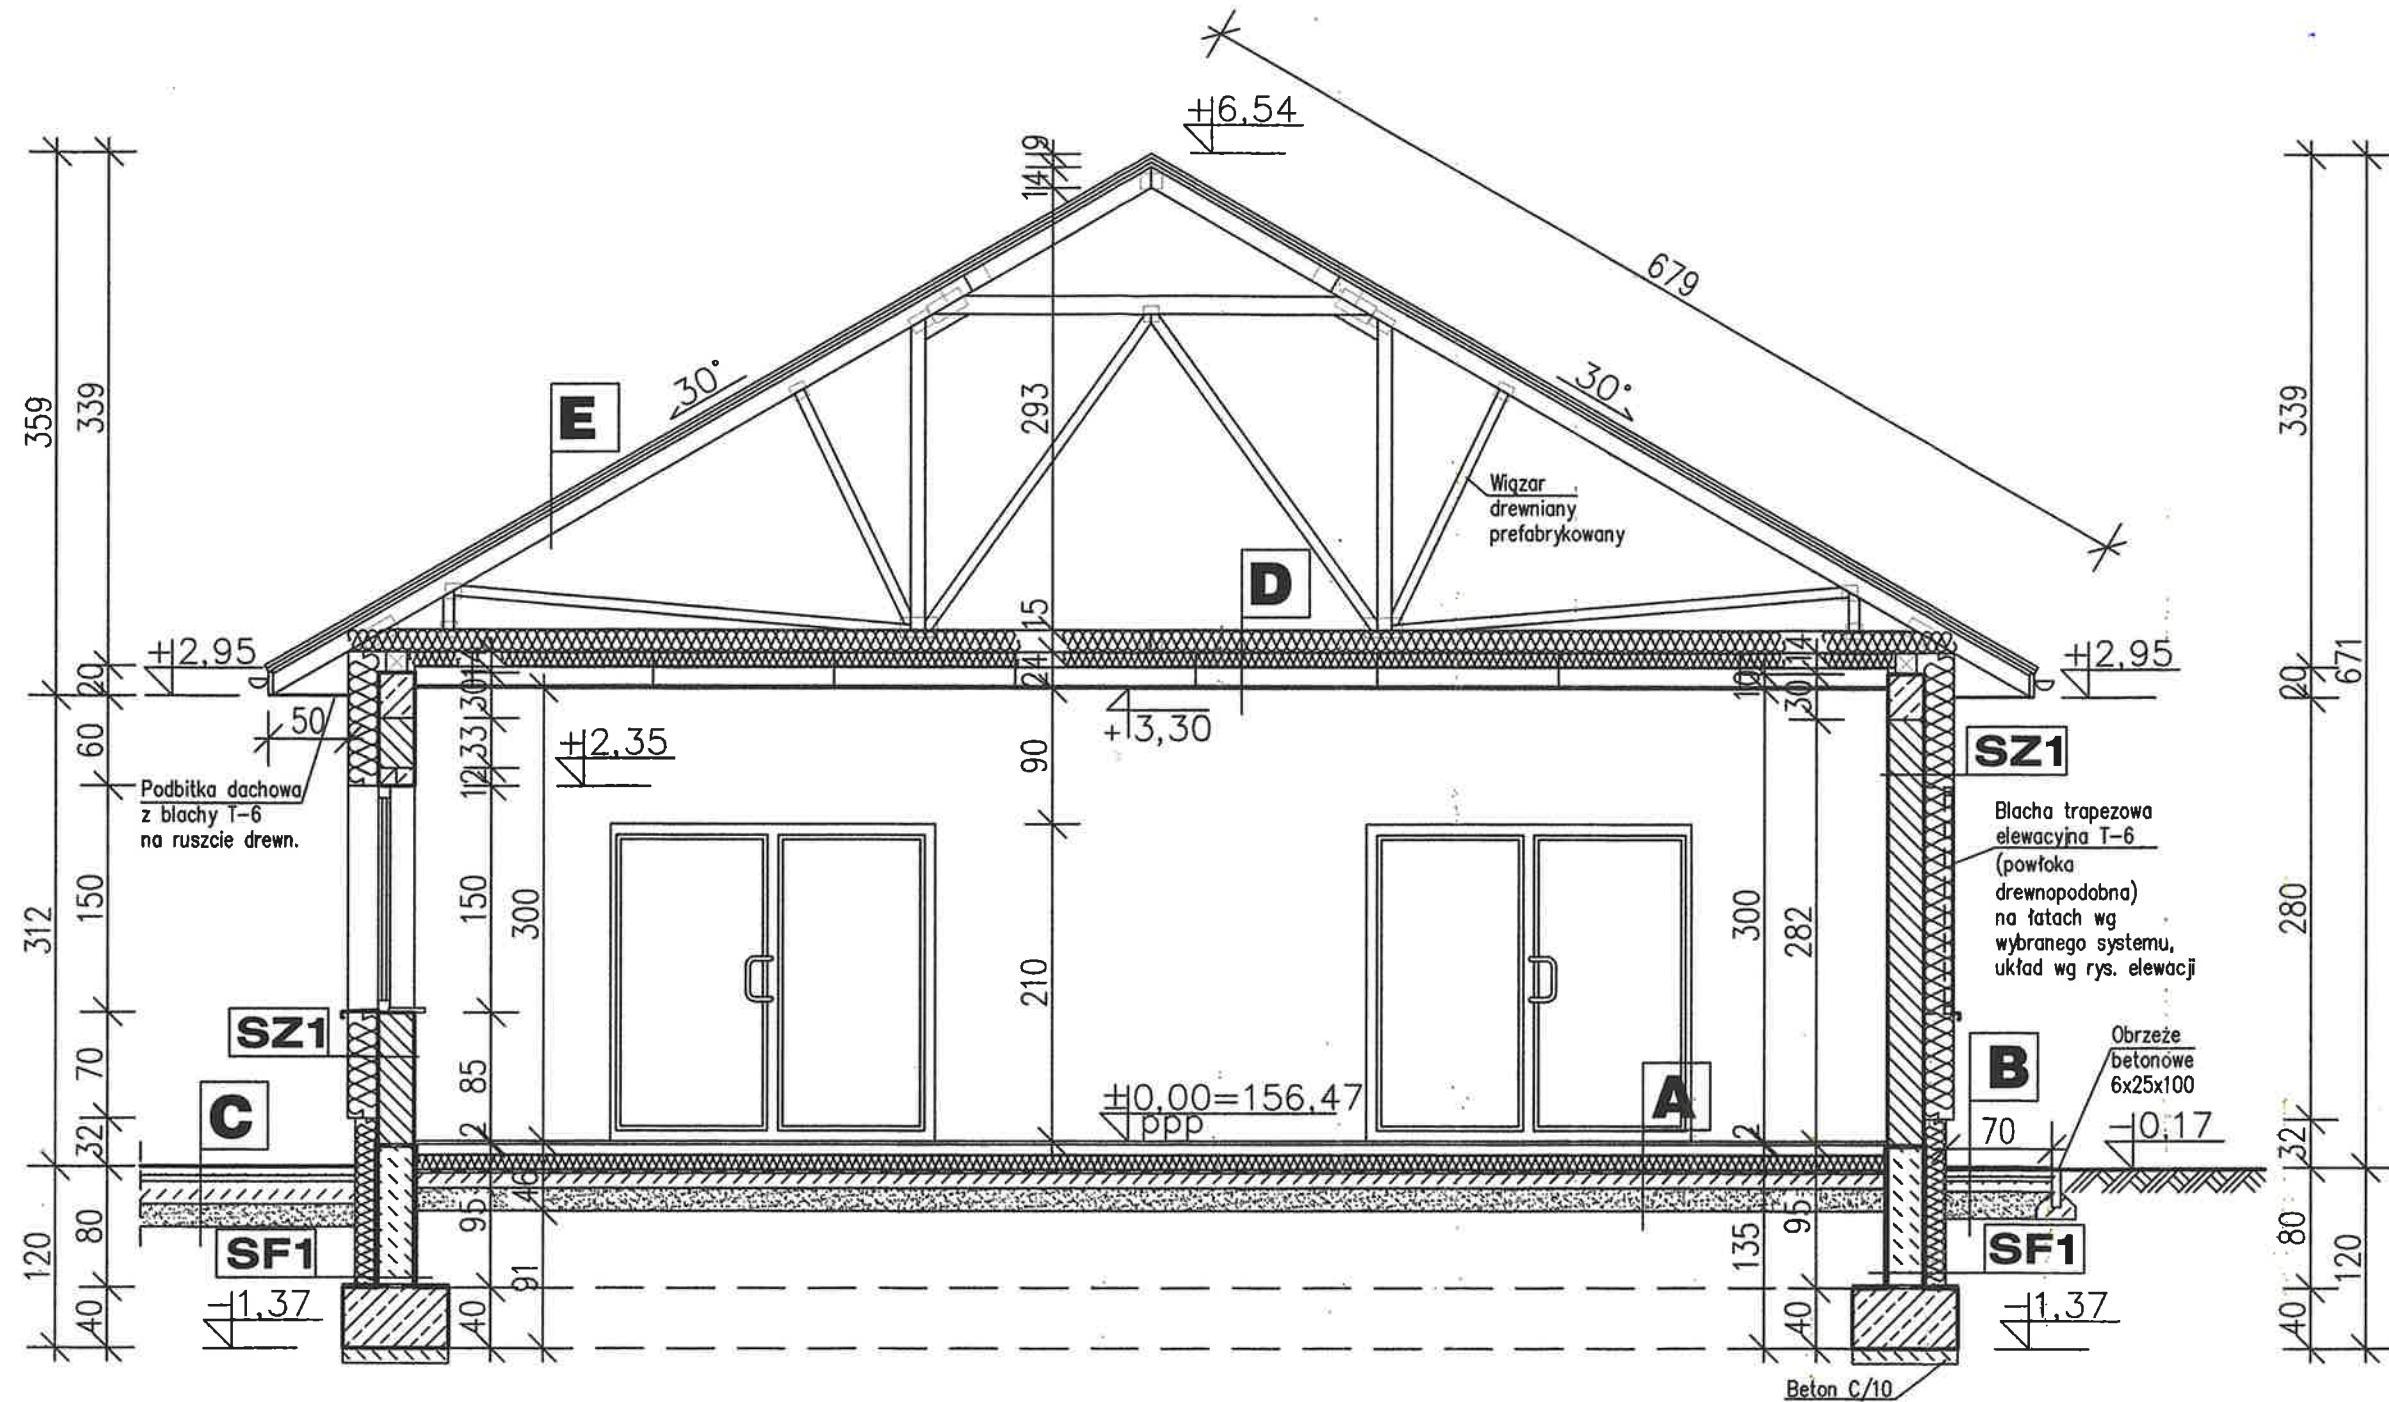 +6,54
9
14
679
30°
30°
E
359
339
293
339
Wiązar
drewniany
prefabrykowany
D
15
+2,95
14
24
14
+2,95
671
20
20
30
19
30
50
60
33
12
+2,35
+3,30
90
SZ1
Podbitka dachowa
z blachy T-6
na ruszcie drewn.
Blacha trapezowa
elewacyjna T-6
(powłoka
drewnopodobna)
na łatach wg
wybranego systemu,
układ wg rys. elewacji
312
150
150
300
210
300
282
280
SZ1
70
85
Obrzeże
betonowe
6x25x100
B
C
±0,00=156,47
ppp
A
32
2
2
70
-0,17
32
46
120
80
95
SF1
135
95
SF1
80
120
91
-1,37
40
40
40
-1,37
40
Beton C/10